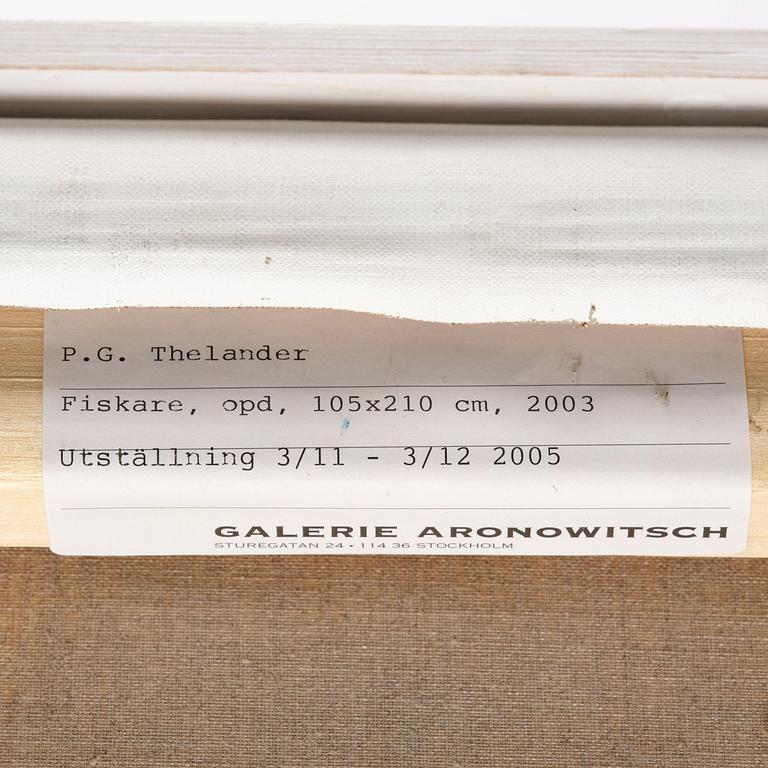 P.G. Thelander
Fiskare, opd, 105x210 cm, 2003
Utställning 3/11 - 3/12 2005
GALERIE ARONOWITSCH
STUREGATAN 24 • 114 36 STOCKHOLM